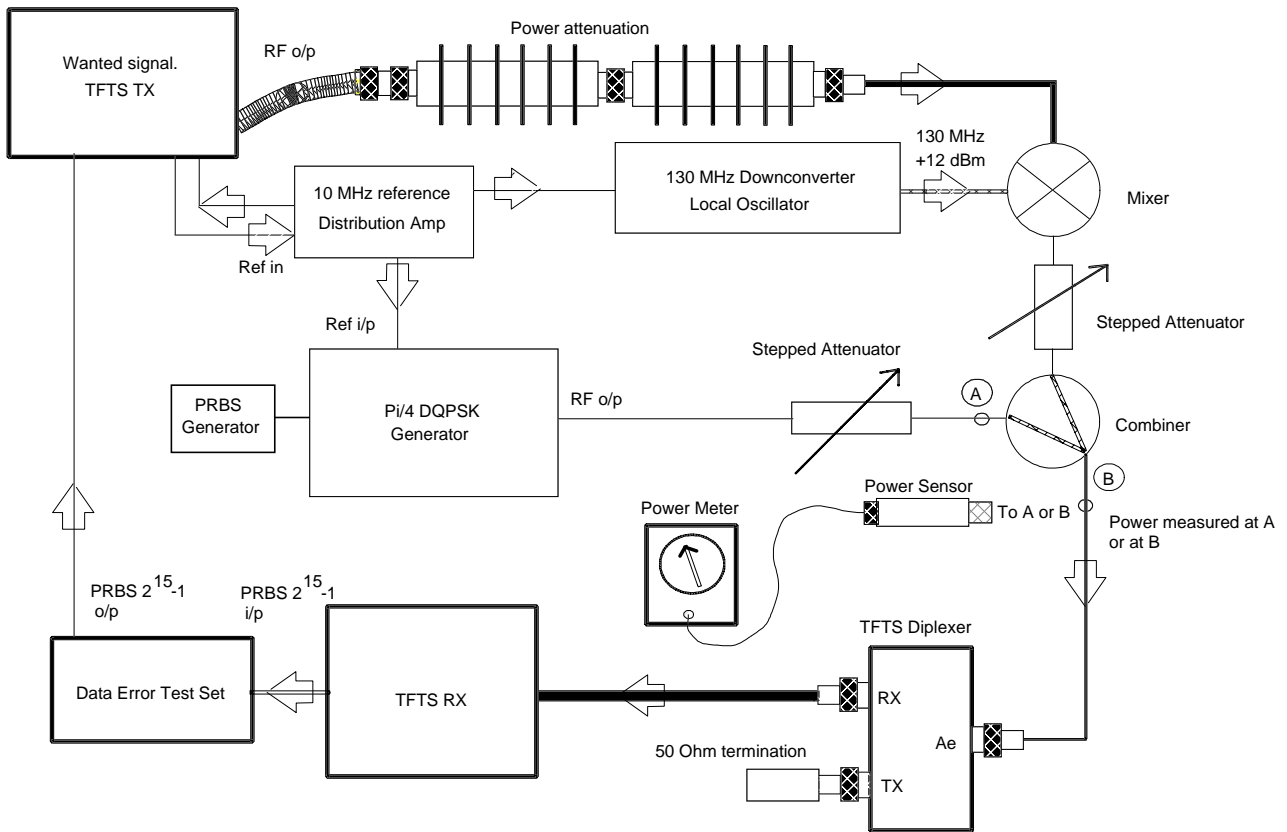 Power attenuation
RF o/p
Wanted signal.
TFTS TX
130 MHz
+12 dBm
130 MHz Downconverter
Local Oscillator
10 MHz reference
Distribution Amp
Mixer
Ref in
Ref i/p
Stepped Attenuator
Stepped Attenuator
PRBS
Generator
Pi/4 DQPSK
Generator
RF o/p
A
Combiner
B
Power Sensor
Power Meter
To A or B
Power measured at A
or at B
PRBS 2^15-1
o/p
PRBS 2^15-1
i/p
TFTS Diplexer
Data Error Test Set
TFTS RX
RX
Ae
50 Ohm termination
TX